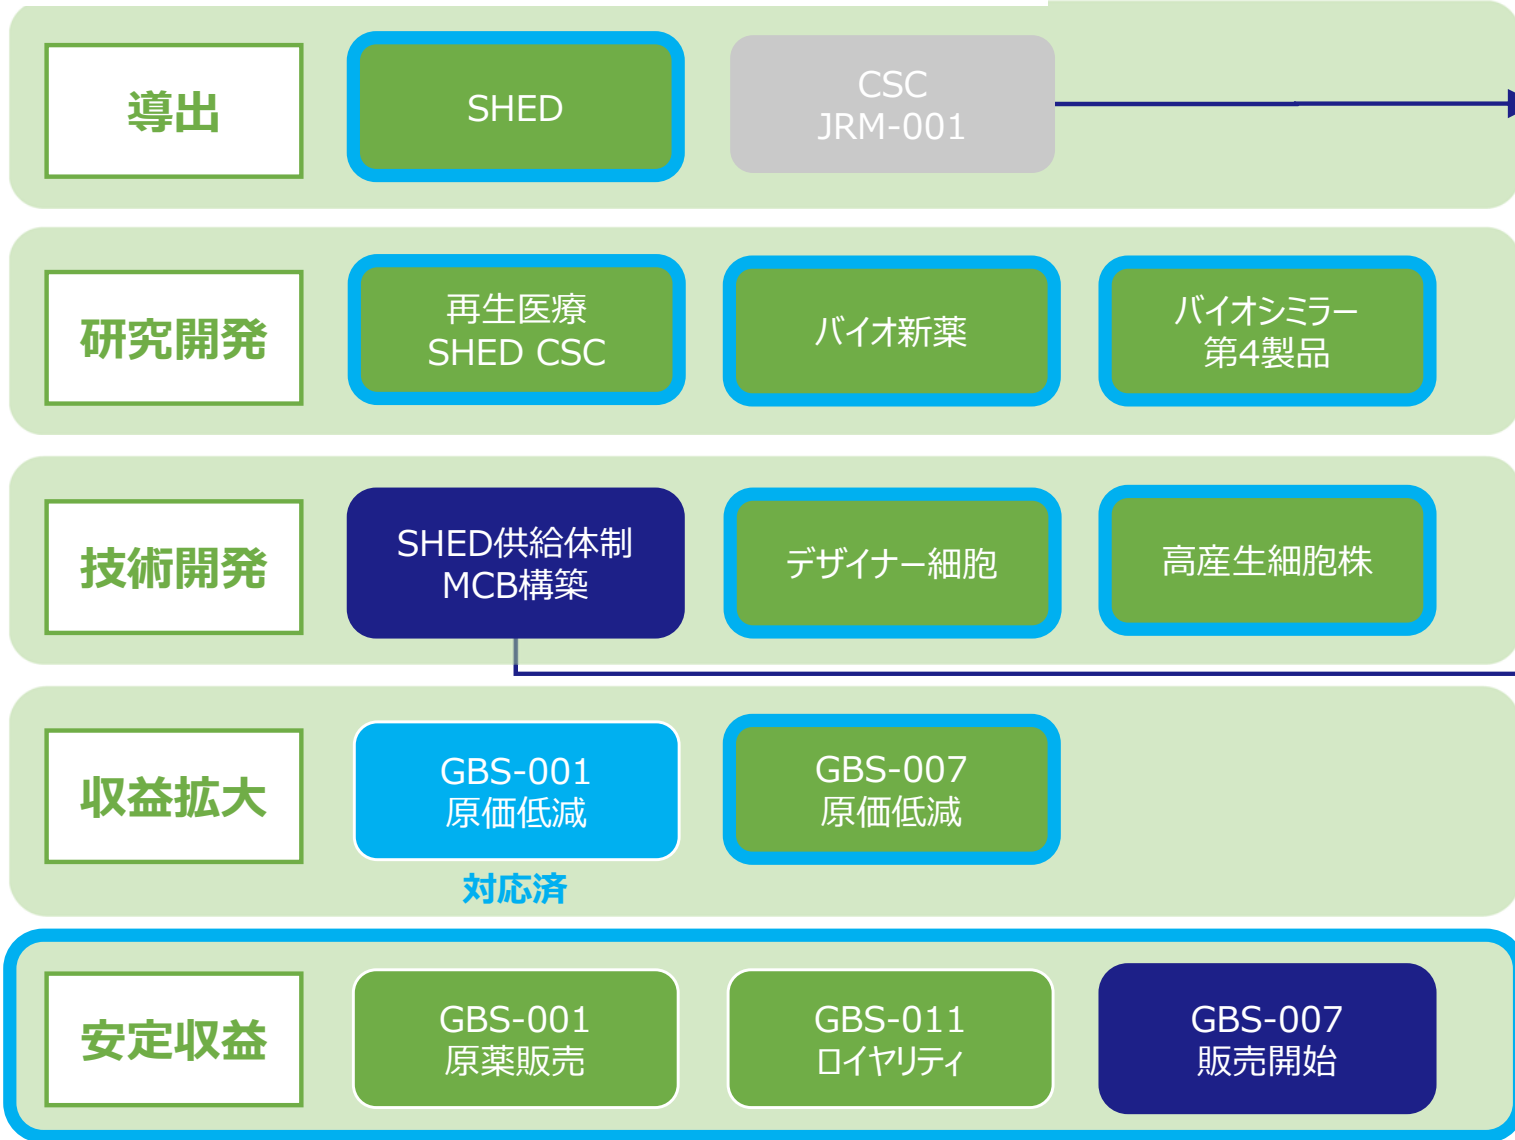 導出
SHED
CSC
JRM-001
研究開発
再生医療
SHED CSC
バイオ新薬
バイオシミラー
第4製品
技術開発
SHED供給体制
MCB構築
デザイナー細胞
高産生細胞株
収益拡大
GBS-001
原価低減
対応済
GBS-007
原価低減
安定収益
GBS-001
原薬販売
GBS-011
ロイヤリティ
GBS-007
販売開始